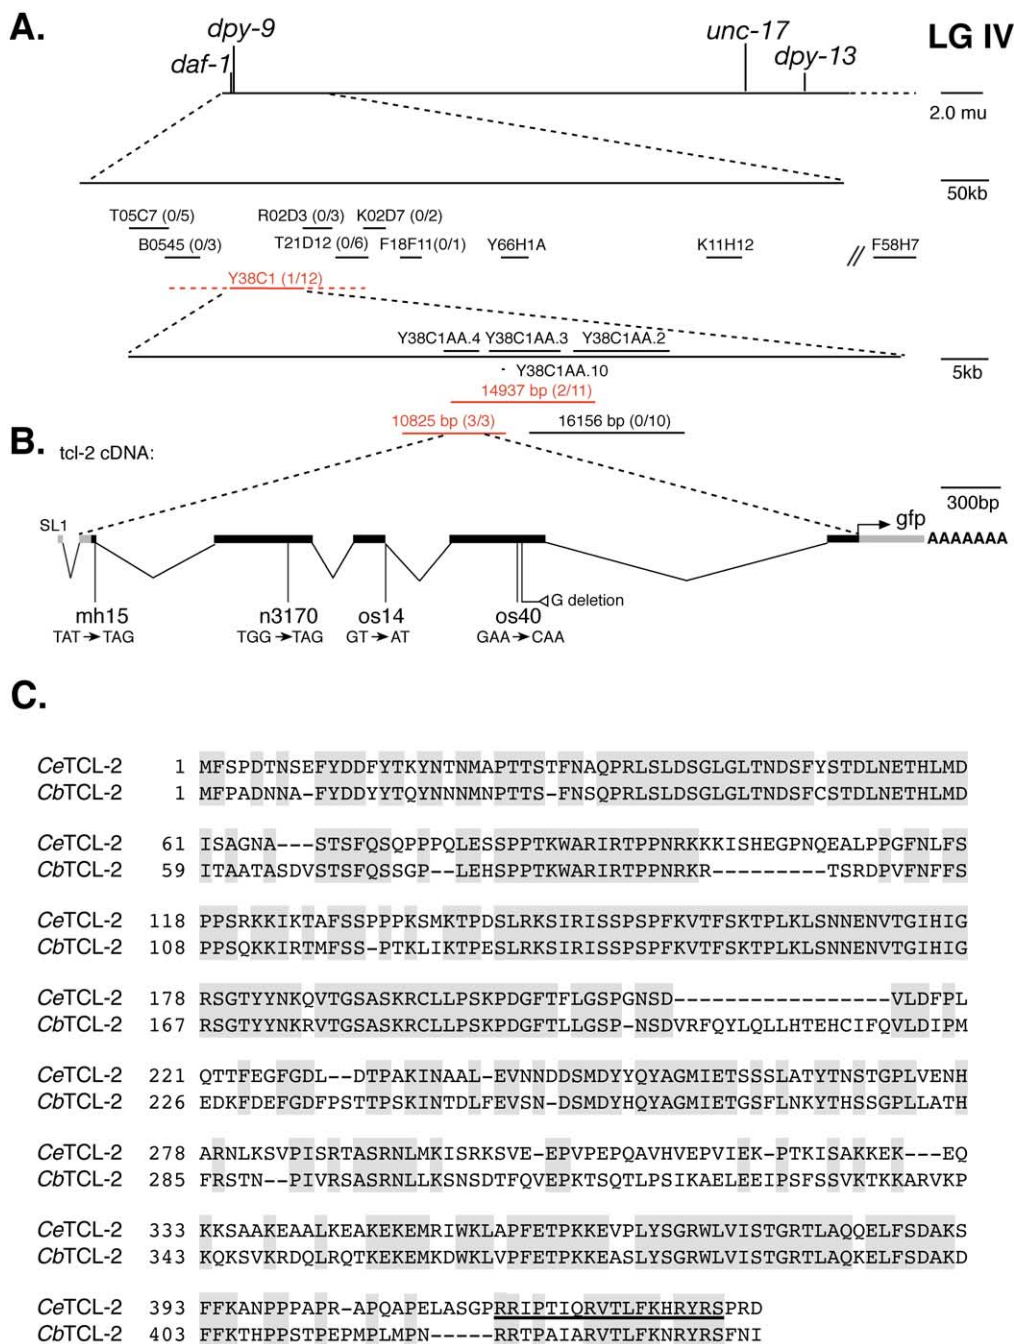 A.
dpy-9
unc-17
LG IV
daf-1
dpy-13
2.0 mu
50kb
T05C7 (0/5)
R02D3 (0/3)
K02D7 (0/2)
B0545 (0/3)
T21D12 (0/6)
F18F11(0/1)
Y66H1A
K11H12
F58H7
Y38C1 (1/12)
Y38C1AA.4
Y38C1AA.3
Y38C1AA.2
Y38C1AA.10
5kb
14937 bp (2/11)
10825 bp (3/3)
16156 bp (0/10)
B.
tcl-2 cDNA:
300bp
SL1
gfp
AAAAAAA
mh15
n3170
os14
os40
G deletion
TAT→TAG
TGG→TAG
GT→AT
GAA→CAA
C.
CeTCL-2 1 MFSPDTNSEFYDDFYTKYNTNMAPTTSTFNAQPRLSLDSGLGLTNDSFYSTDLNETHLMD
CbTCL-2 1 MFPADNNA-FYDDYYTQYNNNMNPTTS-FNSQPRLSLDSGLGLTNDSFCSTDLNETHLMD
CeTCL-2 61 ISAGNA---STSFQSQPPPQLESSPPTKWARIRTPPNRKKKKISHEGPNQEALPPGFNLFS
CbTCL-2 59 ITAATASDVSTSFQSSGP--LEHSPPTKWARIRTPPNRKR---------TSRDPVFNFFS
CeTCL-2 118 PPSRKKIKTAFSSPPPKSMKTPDSLRKSIRISSPSPFKVTFSKTPLKLSNNENVTGIHIG
CbTCL-2 108 PPSQKKIRTMFSS-PTKLIKTPESLRKSIRISSPSPFKVTFSKTPLKLSNNENVTGIHIG
CeTCL-2 178 RSGTYYNKQVTGSASKRCLLPSKPDGFTFLGSPGNSD-----------------VLDFPL
CbTCL-2 167 RSGTYYNKRVTGSASKRCLLPSKPDGFTLLGSP-NSDVRFQYLQLLHTEHCIFQVLDIPM
CeTCL-2 221 QTTFEGFGDL--DTPAKINAAL-EVNNDDSMDYYQYAGMIETSSSLATYTNSTGPLVENH
CbTCL-2 226 EDKFDEFGDFPSTTPSKINTDLFEVSN-DSMDYHQYAGMIETGSFLNKYTHSSGPLLATH
CeTCL-2 278 ARNLKSVPISRTASRNLMKISRKSVE-EPVPEPQAVHVEPVIEK-PTKISAKKEK---EQ
CbTCL-2 285 FRSTN--PIVRSASRNLLKSNSDTFQVEPKTSQTLPSIKAELEEIPSFSSVKTKKARVKP
CeTCL-2 333 KKSAAKEAALKEAKEKEMRIWKLAPFETPKKEVPLYSGRWLVISTGRTLAQQELFSDAKS
CbTCL-2 343 KQKSVKRDQLRQTKEKEMKDWKLVPFETPKKEASLYSGRWLVISTGRTLAQKELFSDAKD
CeTCL-2 393 FFKANPPPAPR-APQAPELASGPRRIPTIQRVTLFKHRYRSPRD
CbTCL-2 403 FFKTHPPSTPEPMPLMPN-----RRTPAIARVTLFKNRYRSFNI